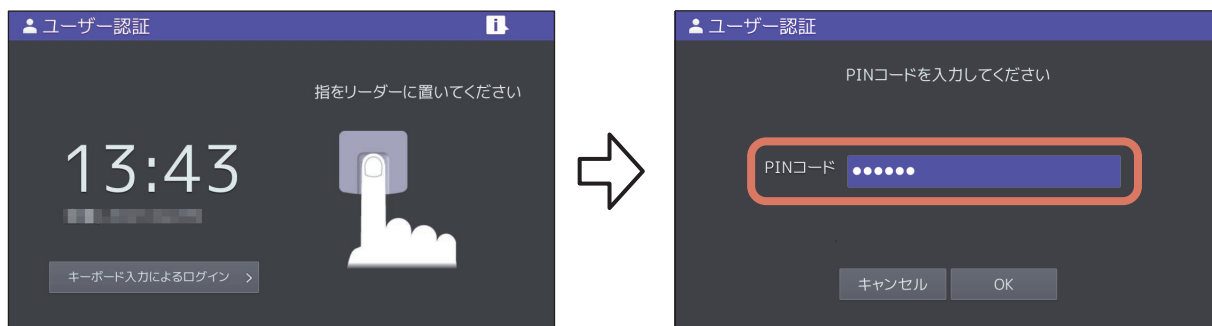 ユーザー認証
指をリーダーに置いてください
13:43
キーボード入力によるログイン
ユーザー認証
PINコードを入力してください
PINコード ●●●●●●
キャンセル OK